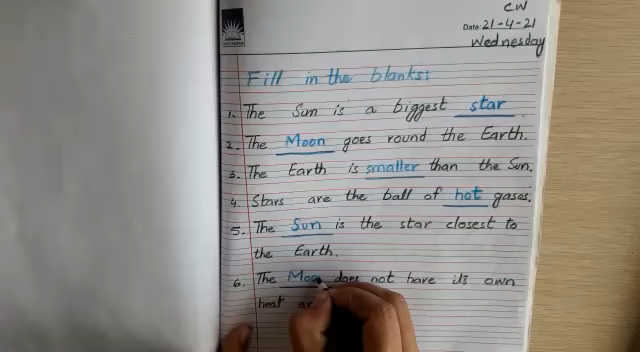 CW
Date: 21-4-21
Wednesday
Fill in the blanks:
1. The Sun is a biggest star.
2. The Moon goes round the Earth.
3. The Earth is smaller than the Sun.
4. Stars are the ball of hot gases.
5. The Sun is the star closest to
the Earth.
6. The Moon does not have its own
heat